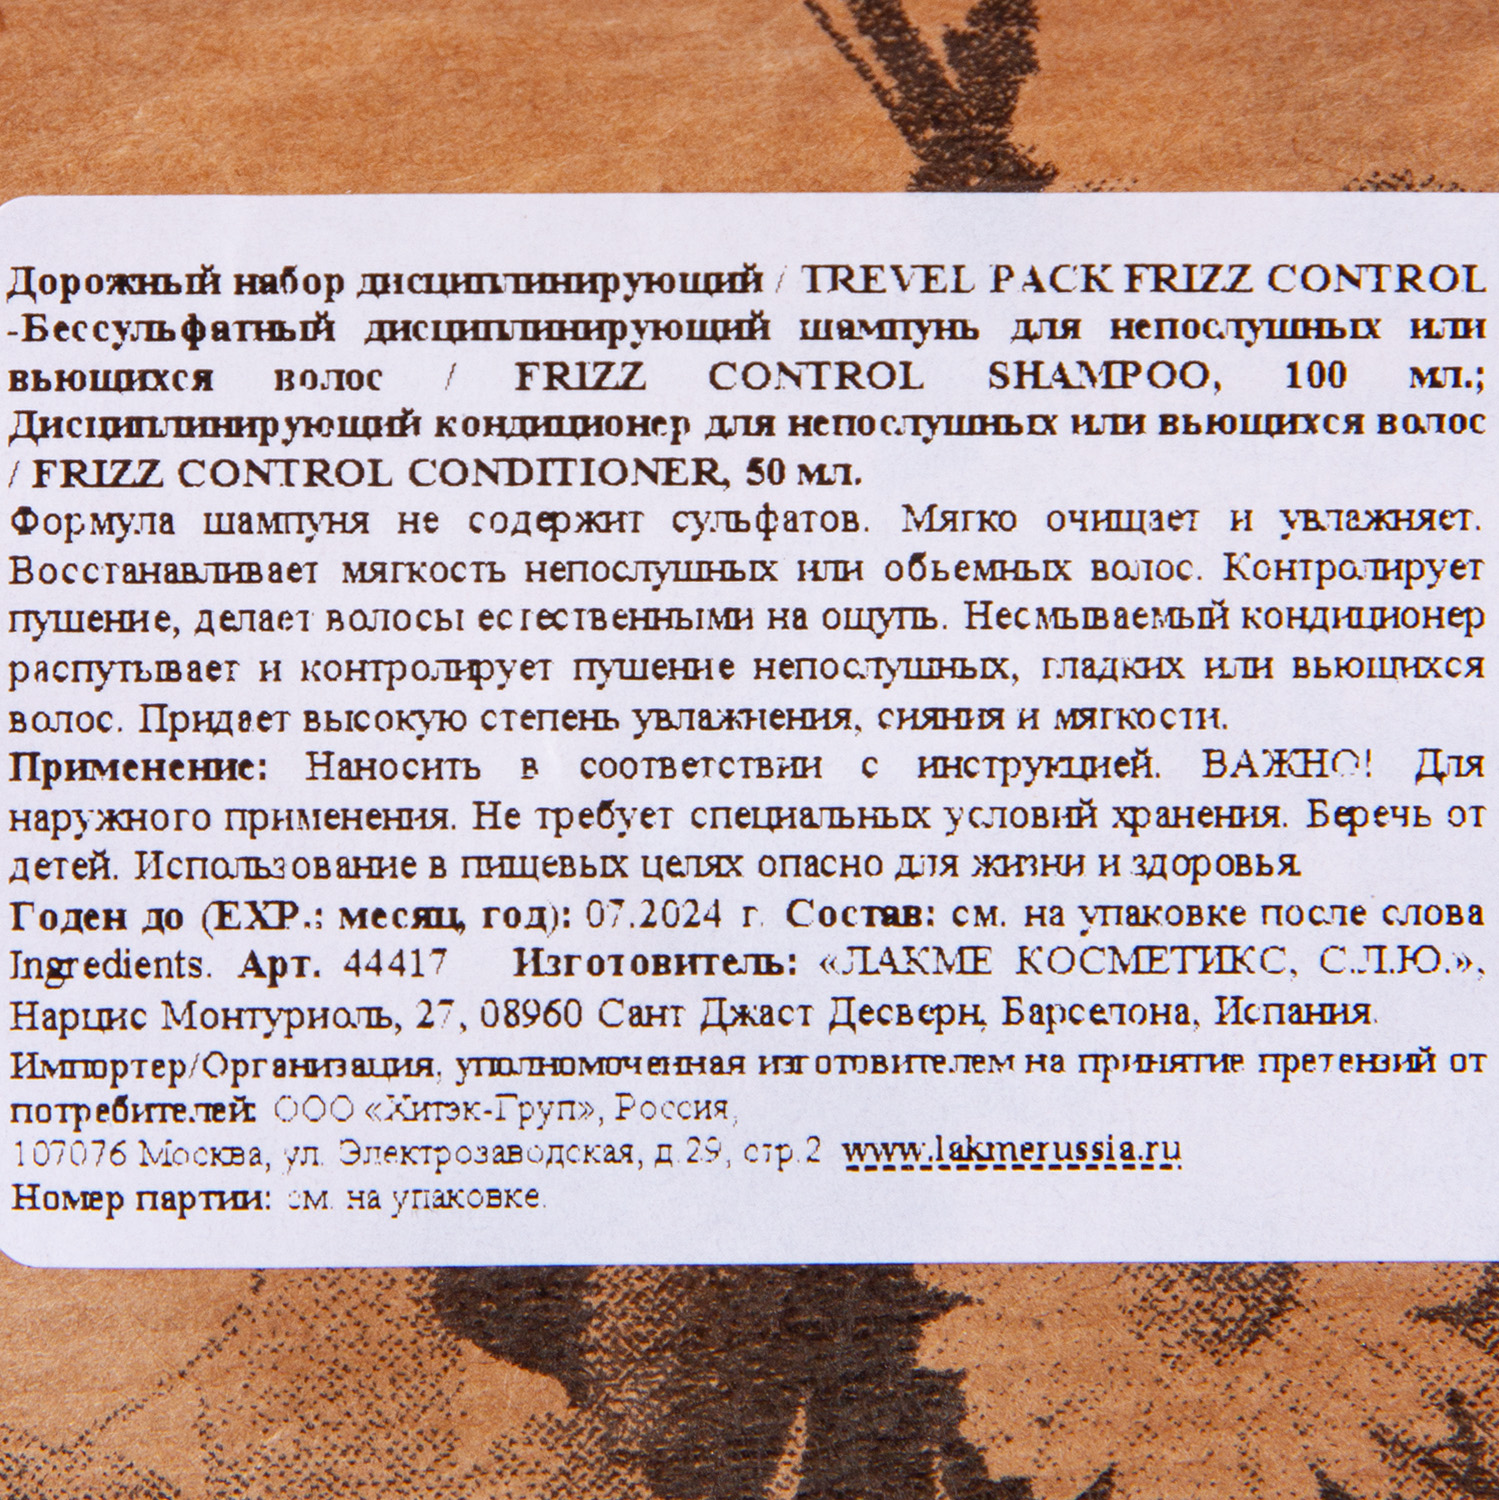 Дорожный набор дисциплинирующий / TREVEL PACK FRIZZ CONTROL
-Бессульфатный дисциплинирующий шампунь для непослушных или
вьющихся волос / FRIZZ CONTROL SHAMPOO, 100 мл.;
Дисциплинирующий кондиционер для непослушных или вьющихся волос
/ FRIZZ CONTROL CONDITIONER, 50 мл.
Формула шампуня не содержит сульфатов. Мягко очищает и увлажняет.
Восстанавливает мягкость непослушных или объемных волос. Контролирует
пушение, делает волосы естественными на ощупь. Несмываемый кондиционер
распутывает и контролирует пушение непослушных, гладких или вьющихся
волос. Придает высокую степень увлажнения, сияния и мягкости.
Применение: Наносить в соответствии с инструкцией. ВАЖНО! Для
наружного применения. Не требует специальных условий хранения. Беречь от
детей. Использование в пищевых целях опасно для жизни и здоровья.
Годен до (EXP.: месяц, год): 07.2024 г. Состав: см. на упаковке после слова
Ingredients. Арт. 44417 Изготовитель: «ЛАКМЕ КОСМЕТИКС, С.Л.Ю.»,
Нарцис Монтуриоль, 27, 08960 Сант Джаст Десверн, Барселона, Испания.
Импортер/Организация, уполномоченная изготовителем на принятие претензий от
потребителей: ООО «Хитэк-Груп», Россия,
107076 Москва, ул. Электрозаводская, д.29, стр.2 www.lakmerussia.ru
Номер партии: см. на упаковке.